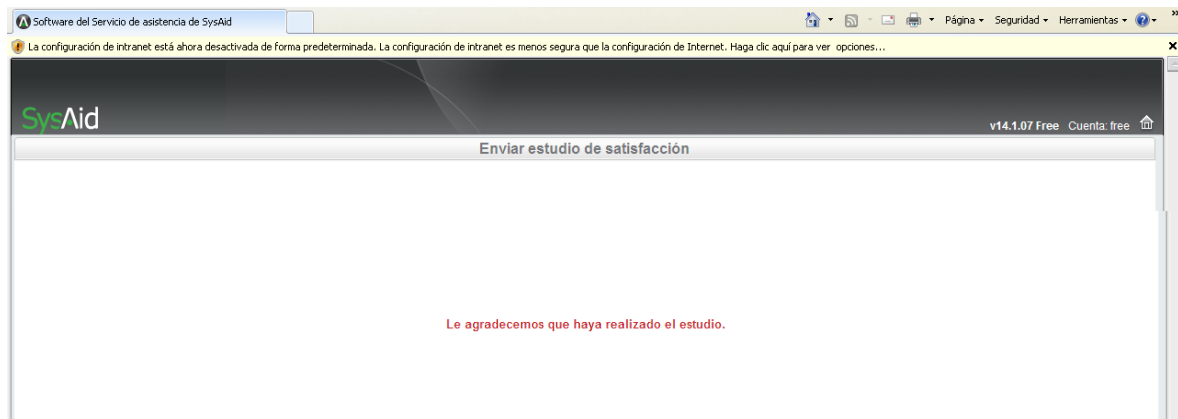 Software del Servicio de asistencia de SysAid
Página Seguridad Herramientas
La configuración de intranet está ahora desactivada de forma predeterminada. La configuración de intranet es menos segura que la configuración de Internet. Haga clic aquí para ver opciones...
SysAid
v14.1.07 Free Cuenta: free
Enviar estudio de satisfacción
Le agradecemos que haya realizado el estudio.